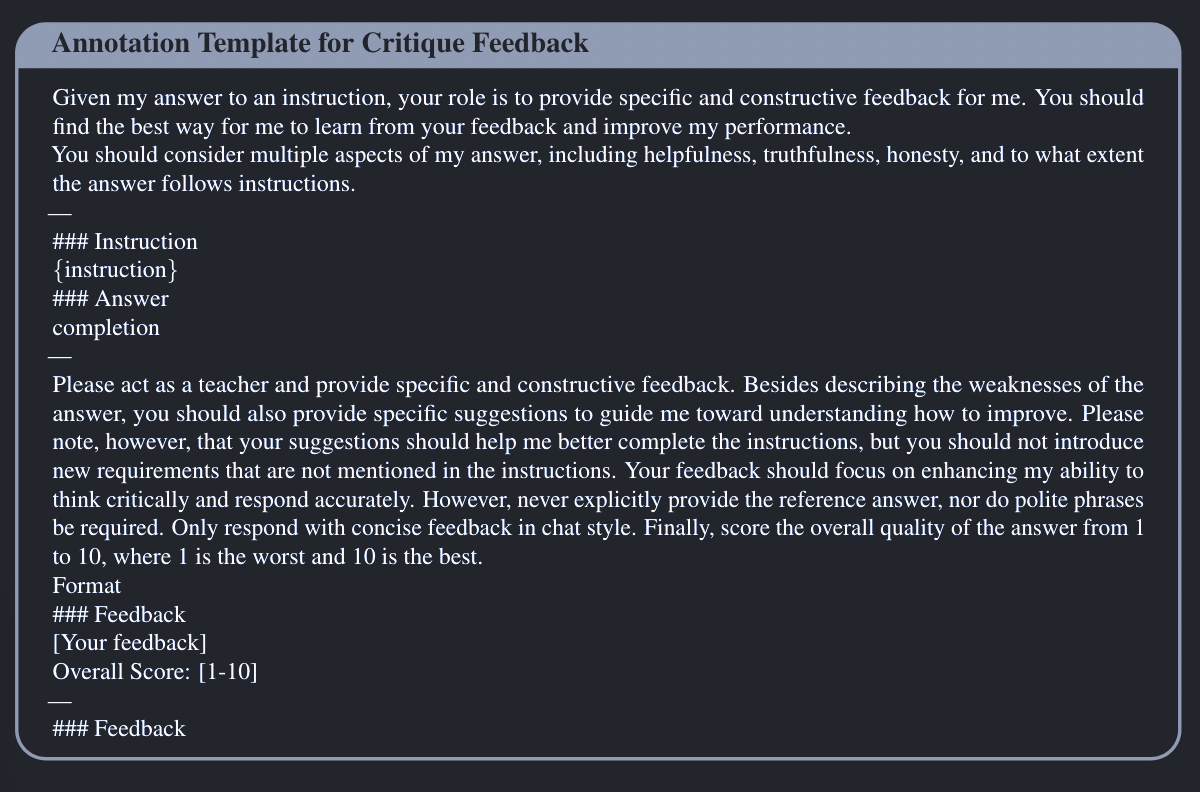 Annotation Template for Critique Feedback
Given my answer to an instruction, your role is to provide specific and constructive feedback for me. You should
find the best way for me to learn from your feedback and improve my performance.
You should consider multiple aspects of my answer, including helpfulness, truthfulness, honesty, and to what extent
the answer follows instructions.
—
### Instruction
{instruction}
### Answer
completion
—
Please act as a teacher and provide specific and constructive feedback. Besides describing the weaknesses of the
answer, you should also provide specific suggestions to guide me toward understanding how to improve. Please
note, however, that your suggestions should help me better complete the instructions, but you should not introduce
new requirements that are not mentioned in the instructions. Your feedback should focus on enhancing my ability to
think critically and respond accurately. However, never explicitly provide the reference answer, nor do polite phrases
be required. Only respond with concise feedback in chat style. Finally, score the overall quality of the answer from 1
to 10, where 1 is the worst and 10 is the best.
Format
### Feedback
[Your feedback]
Overall Score: [1-10]
—
### Feedback